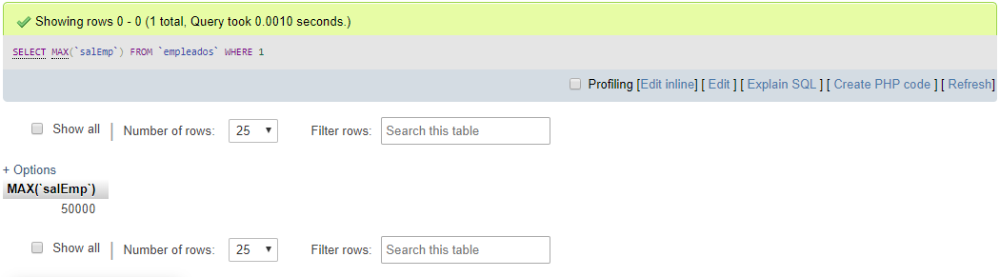 Showing rows 0 - 0 (1 total, Query took 0.0010 seconds.)
SELECT MAX(`salEmp`) FROM `empleados` WHERE 1
Profiling [Edit inline] [ Edit ] [ Explain SQL ] [ Create PHP code ] [ Refresh]
Show all | Number of rows: 25 Filter rows: Search this table
+ Options
MAX(`salEmp`)
50000
Show all | Number of rows: 25 Filter rows: Search this table